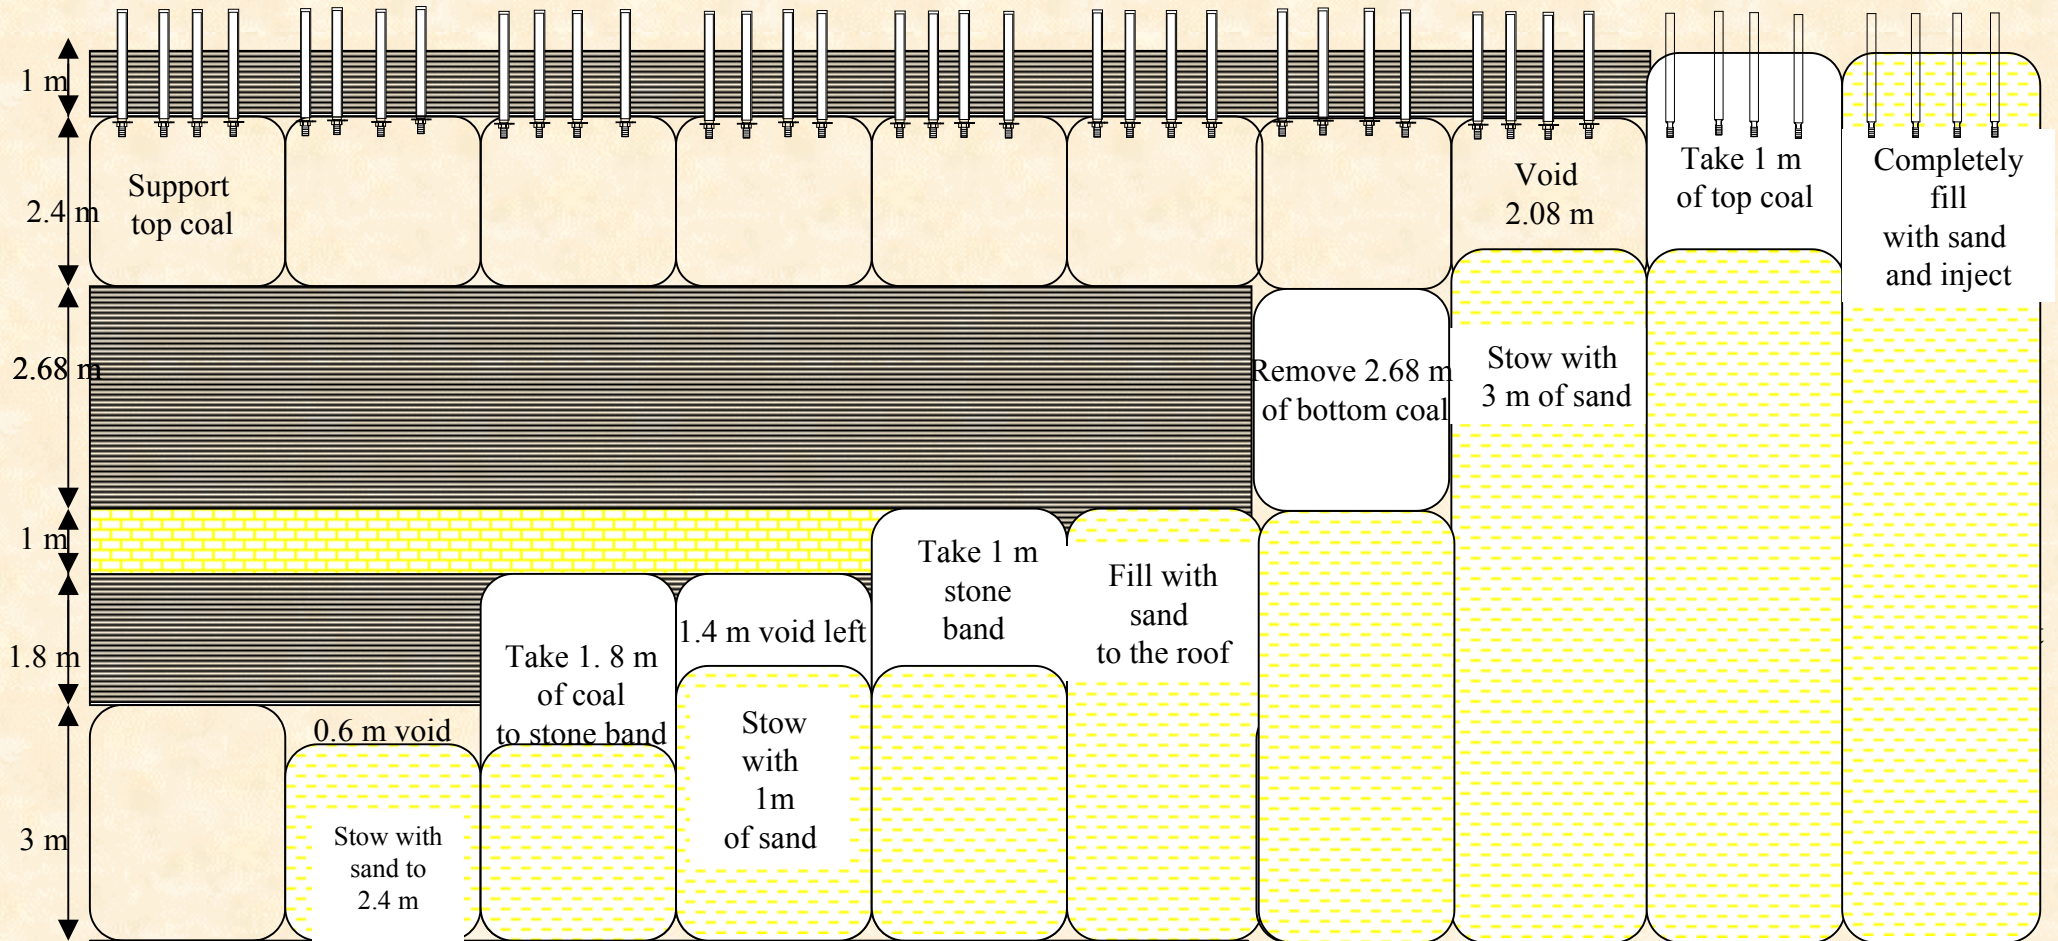 1 m
2.4 m
2.68 m
1 m
1.8 m
3 m
Support
top coal
0.6 m void
Stow with
sand to
2.4 m
Take 1. 8 m
of coal
to stone band
1.4 m void left
Stow
with
1m
of sand
Take 1 m
stone
band
Fill with
sand
to the roof
Remove 2.68 m
of bottom coal
Void
2.08 m
Stow with
3 m of sand
Take 1 m
of top coal
Completely
fill
with sand
and inject